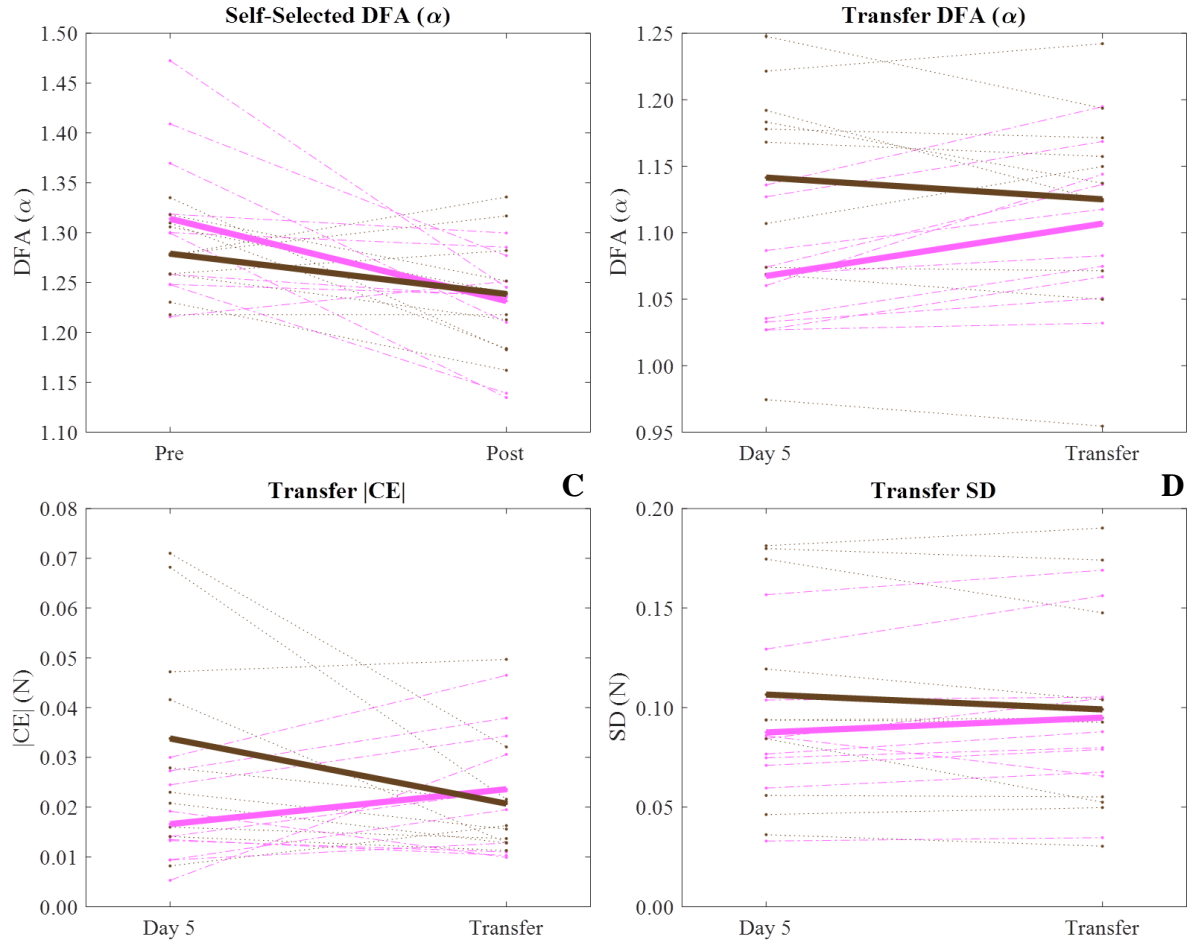 Self-Selected DFA (α)
1.50
1.45
1.40
1.35
1.30
1.25
1.20
1.15
1.10
DFA (α)
Pre
Post
Transfer DFA (α)
1.25
1.20
1.15
1.10
1.05
1.00
0.95
DFA (α)
Day 5
Transfer
Transfer |CE|
C
0.08
0.07
0.06
0.05
0.04
0.03
0.02
0.01
0.00
|CE| (N)
Day 5
Transfer
Transfer SD
D
0.20
0.15
0.10
0.05
0.00
SD (N)
Day 5
Transfer